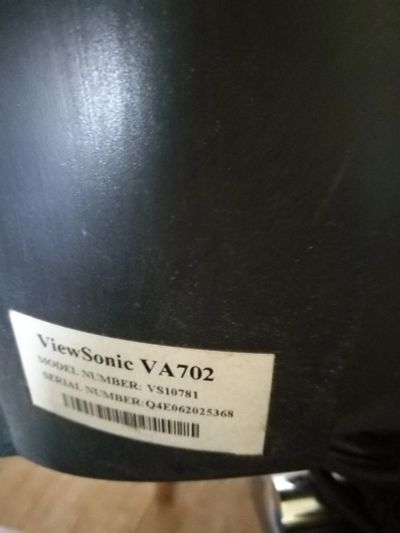 ViewSonic VA702
MODEL NUMBER: VS10781
SERIAL NUMBER:Q4E062025368